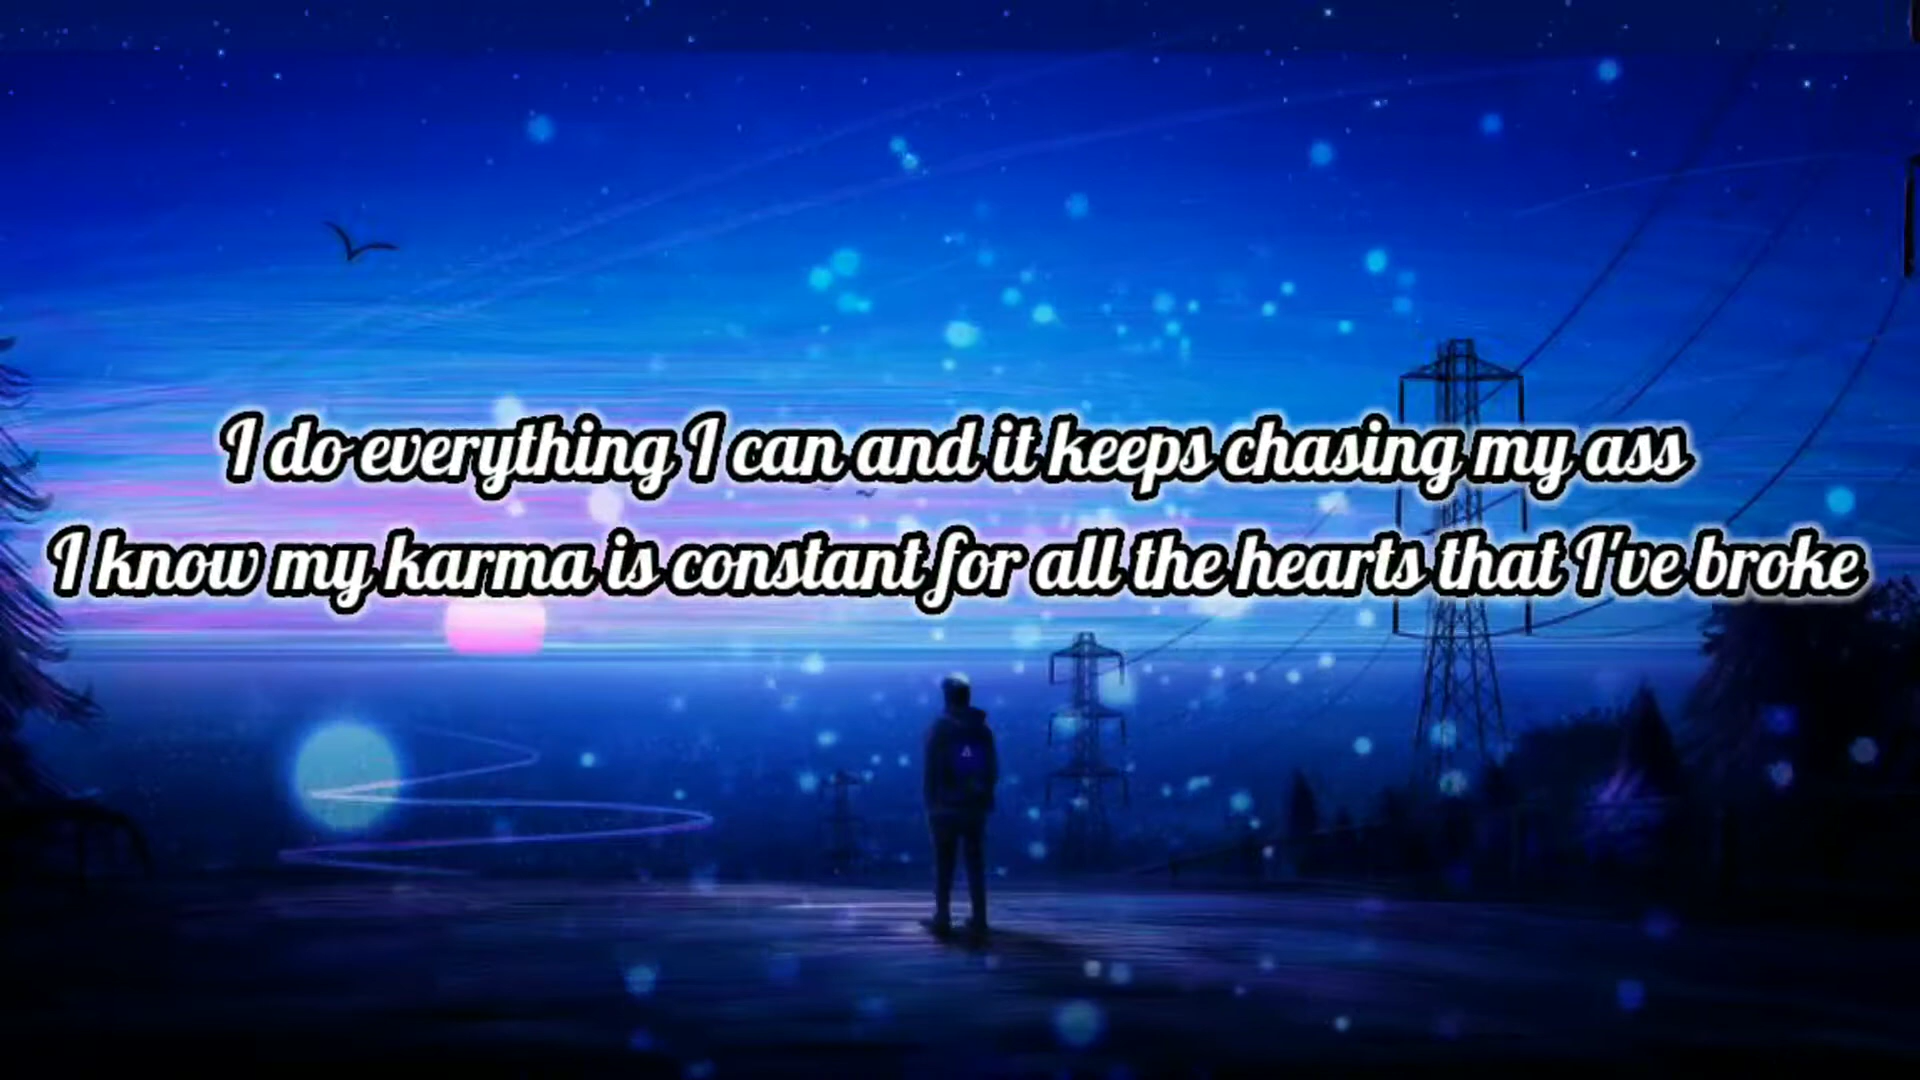 I do everything I can and it keeps chasing my ass
I know my karma is constant for all the hearts that I've broke